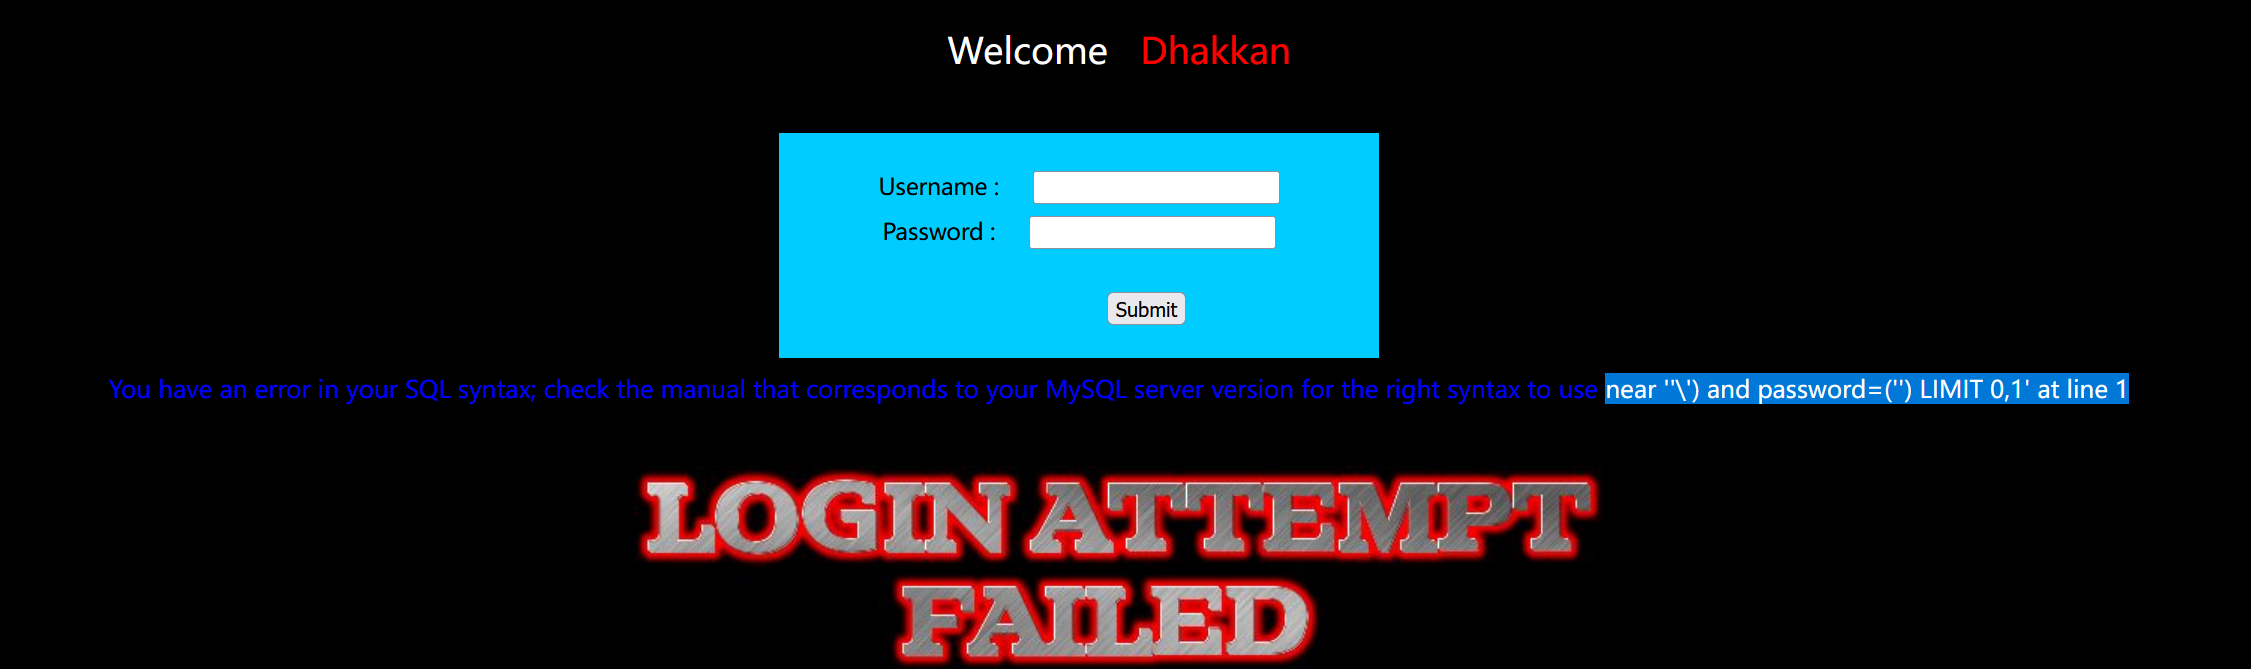 Welcome Dhakkan
Username :
Password :
Submit
You have an error in your SQL syntax; check the manual that corresponds to your MySQL server version for the right syntax to use near ''\') and password=('') LIMIT 0,1' at line 1
LOGIN ATTEMPT
FAILED